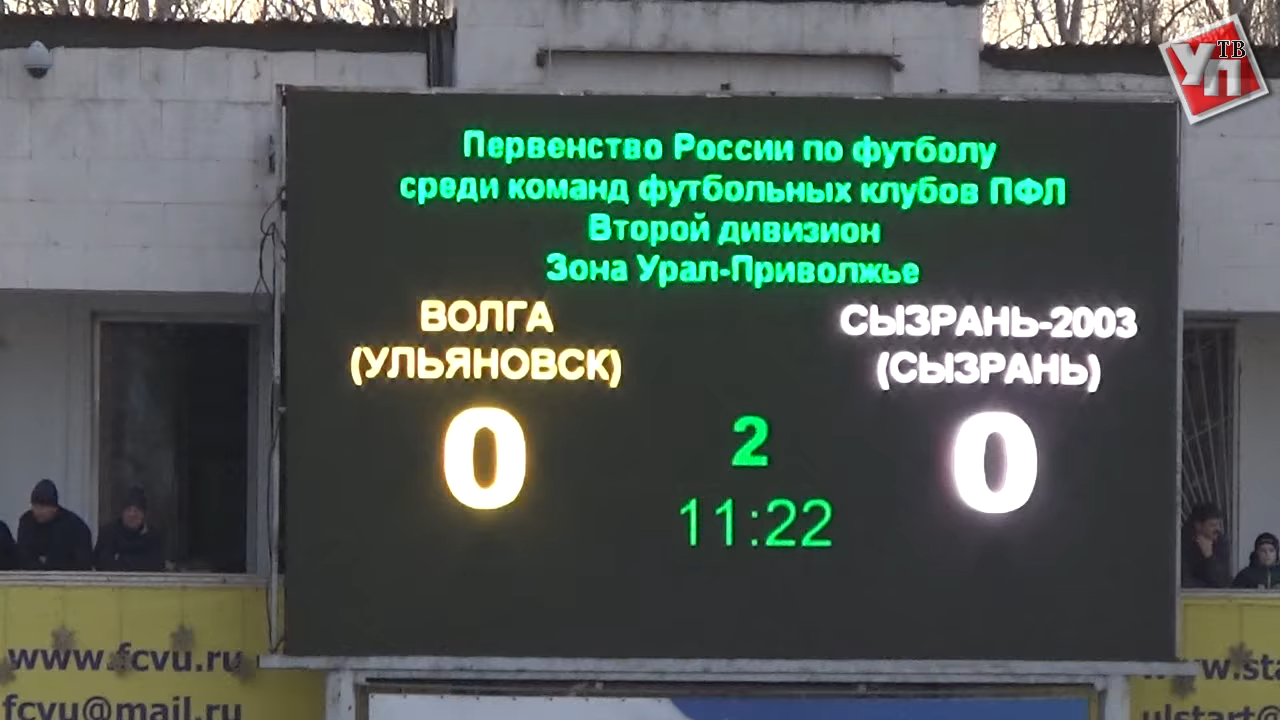 УП ТВ
Первенство России по футболу
среди команд футбольных клубов ПФЛ
Второй дивизион
Зона Урал-Приволжье
ВОЛГА
(УЛЬЯНОВСК)
СЫЗРАНЬ-2003
(СЫЗРАНЬ)
0
2
0
11:22
www.fcvu.ru
fcvu@mail.ru